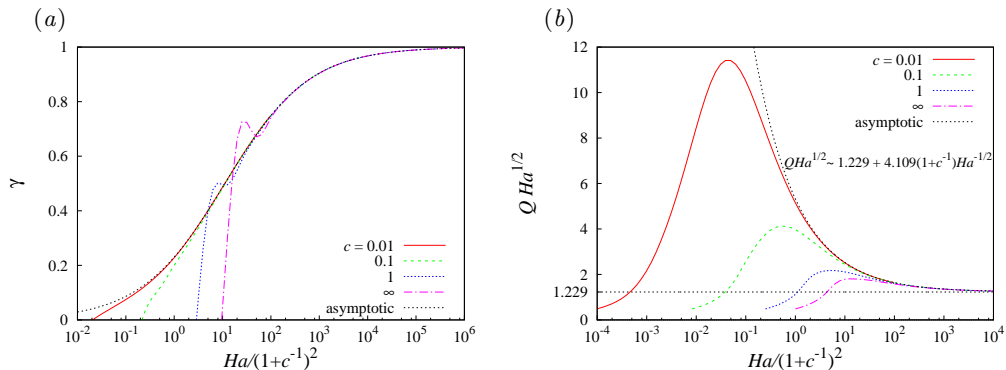 (a)
1
0.8
0.6
0.4
0.2
0
γ
c = 0.01
0.1
1
∞
asymptotic
10^-2 10^-1 10^0 10^1 10^2 10^3 10^4 10^5 10^6
Ha/(1+c^-1)^2
(b)
12
10
8
6
4
2
1.229
0
Q Ha^1/2
c = 0.01
0.1
1
∞
asymptotic
QHa^1/2~ 1.229 + 4.109(1+c^-1)Ha^-1/2
10^-4 10^-3 10^-2 10^-1 10^0 10^1 10^2 10^3 10^4
Ha/(1+c^-1)^2